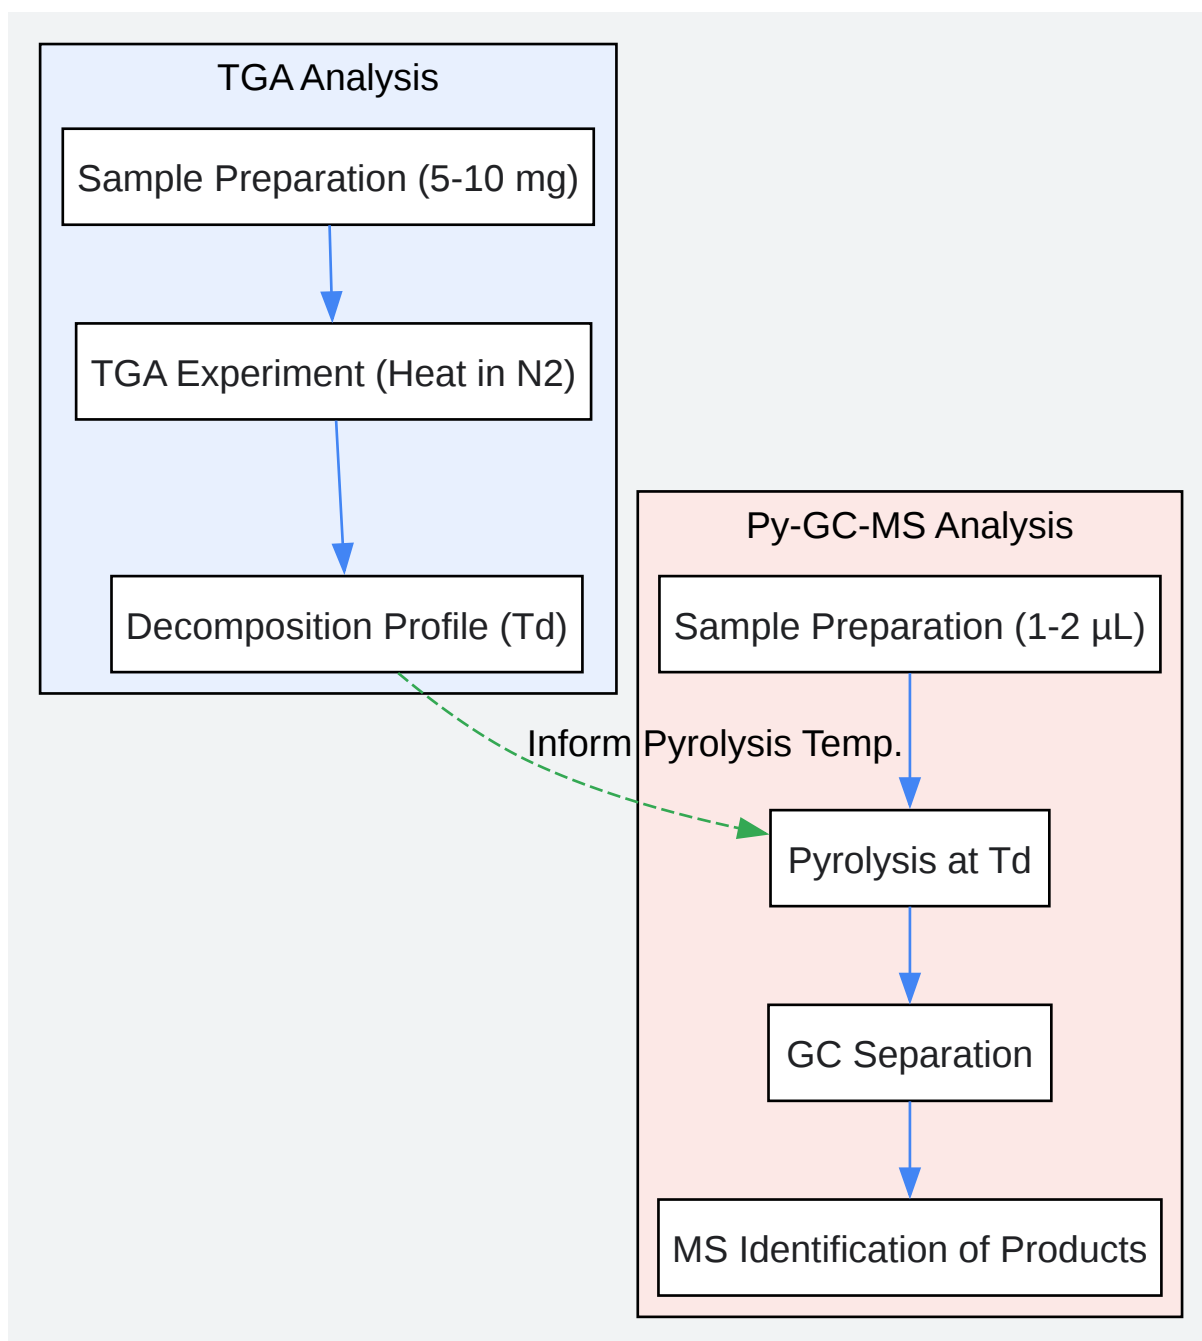 TGA Analysis
Sample Preparation (5-10 mg)
TGA Experiment (Heat in N2)
Decomposition Profile (Td)
Py-GC-MS Analysis
Sample Preparation (1-2 µL)
Inform Pyrolysis Temp.
Pyrolysis at Td
GC Separation
MS Identification of Products